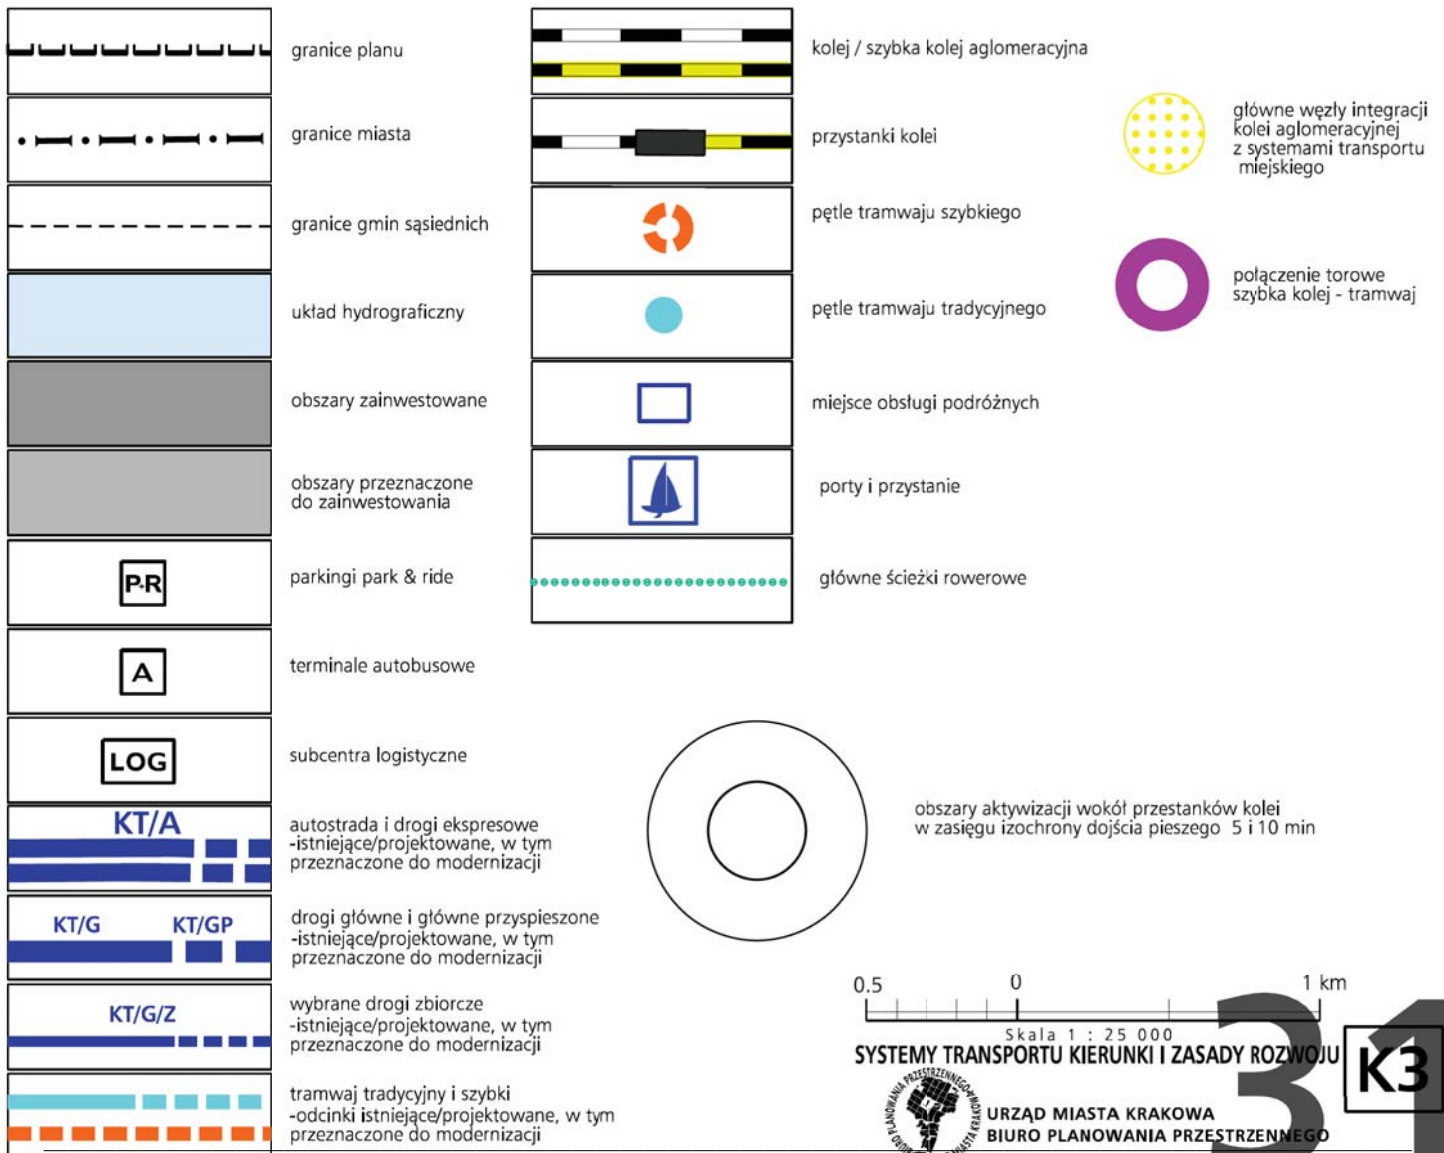 granice planu
granice miasta
granice gmin sąsiednich
układ hydrograficzny
obszary zainwestowane
obszary przeznaczone
do zainwestowania
P+R
parkingi park & ride
A
terminale autobusowe
LOG
subcentra logistyczne
KT/A
autostrada i drogi ekspresowe
-istniejące/projektowane, w tym
przeznaczone do modernizacji
KT/G KT/GP
drogi główne i główne przyspieszone
-istniejące/projektowane, w tym
przeznaczone do modernizacji
KT/G/Z
wybrane drogi zbiorcze
-istniejące/projektowane, w tym
przeznaczone do modernizacji
tramwaj tradycyjny i szybki
-odcinki istniejące/projektowane, w tym
przeznaczone do modernizacji
kolej / szybka kolej aglomeracyjna
przystanki kolei
pętle tramwaju szybkiego
pętle tramwaju tradycyjnego
miejsce obsługi podróżnych
porty i przystanie
główne ścieżki rowerowe
główne węzły integracji
kolei aglomeracyjnej
z systemami transportu
miejskiego
połączenie torowe
szybka kolej - tramwaj
obszary aktywizacji wokół przestanków kolei
w zasięgu izochrony dojścia pieszego 5 i 10 min
0.5 0 1 km
Skala 1 : 25 000
SYSTEMY TRANSPORTU KIERUNKI I ZASADY ROZWOJU
K3
31
URZĄD MIASTA KRAKOWA
BIURO PLANOWANIA PRZESTRZENNEGO